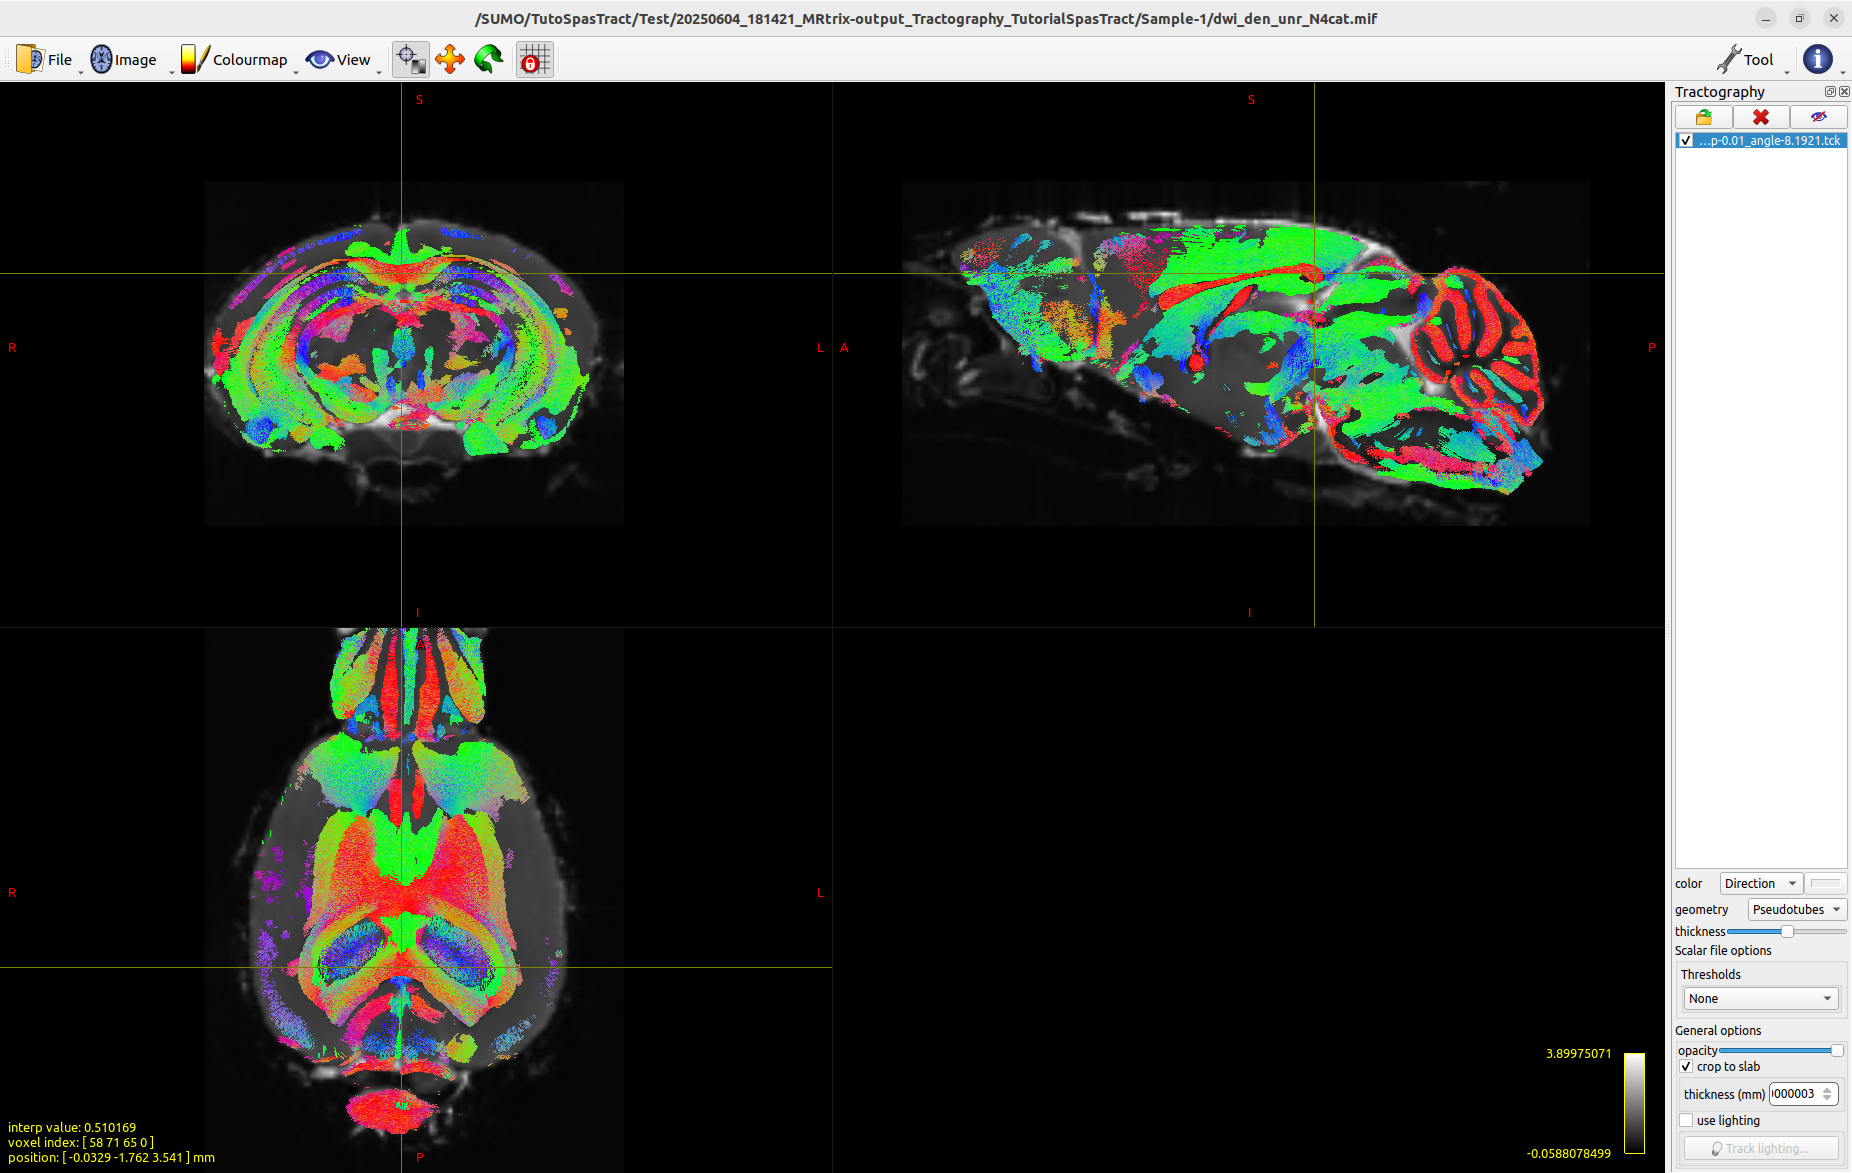 /SUMO/TutoSpasTract/Test/20250604_181421_MRtrix-output_Tractography_TutorialSpasTract/Sample-1/dwi_den_unr_N4cat.mif
File Image Colourmap View Tool
Tractography
...p-0.01_angle-8.1921.tck
S
S
R
L
A
P
I
I
A
R
L
P
color Direction
geometry Pseudotubes
thickness
Scalar file options
Thresholds
None
General options
opacity
crop to slab
thickness (mm) 000003
use lighting
Track lighting...
3.89975071
-0.0588078499
interp value: 0.510169
voxel index: [ 58 71 65 0 ]
position: [ -0.0329 -1.762 3.541 ] mm